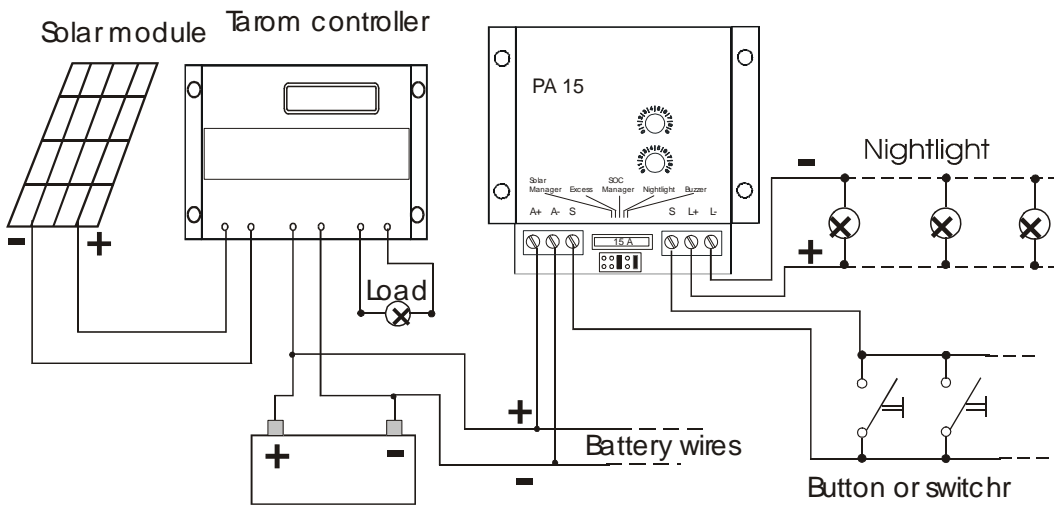 Solar module
Tarom controller
PA 15
Solar
Manager
Excess
SOC
Manager
Nightlight
Buzzer
A+ A- S
S L+ L-
15 A
- Nightlight
+
- +
Load
+
Battery wires
-
+ -
Button or switchr